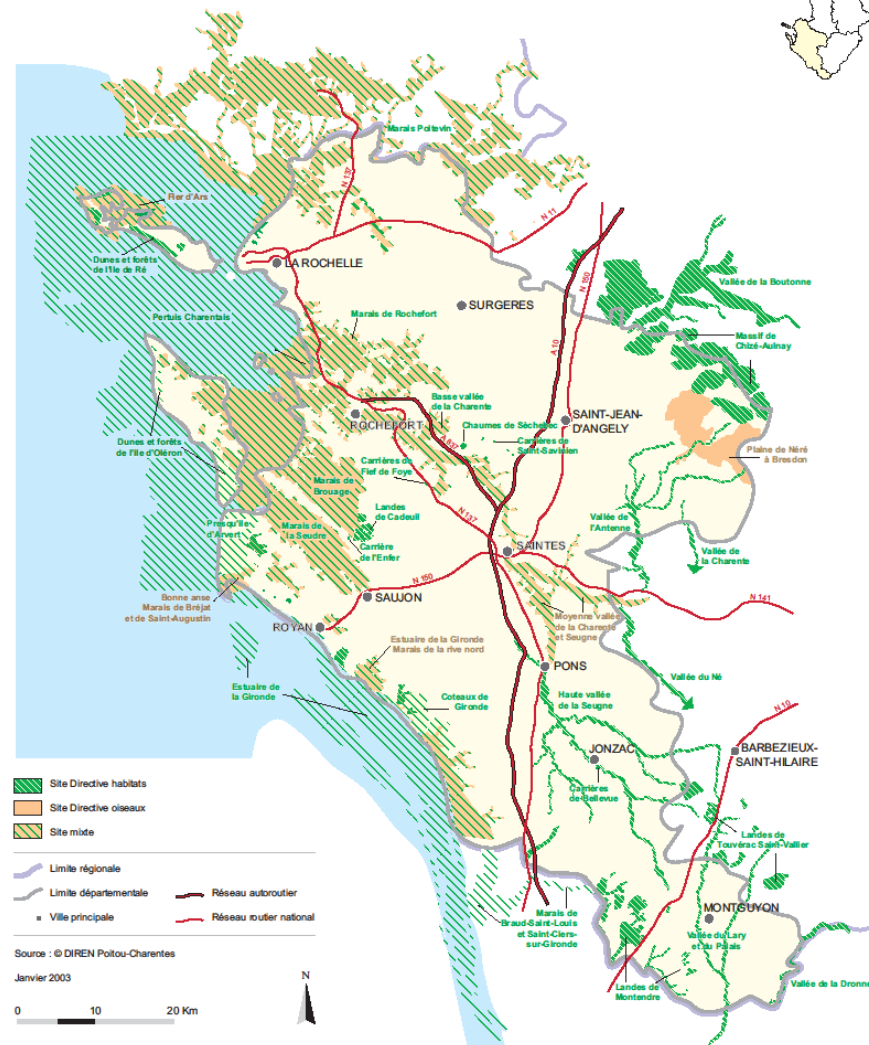 Marais Poitevin
N 137
Fier d'Ars
N 11
Dunes et forêts
de l'Ile de Ré
LA ROCHELLE
N 150
Vallée de la Boutonne
SURGERES
Pertuis Charentais
Marais de Rochefort
Massif de
Chizé-Aulnay
A 10
Basse vallée
de la Charente
ROCHEFORT
Chaumes de Sèchebec
SAINT-JEAN-
D'ANGELY
Dunes et forêts
de l'Ile d'Oléron
A 837
Carrières de
Saint-Savinien
Plaine de Néré
à Bresdon
Carrières de
Fief de Foye
Marais de
Brouage
Landes
de Cadeuil
N 137
Presqu'île
d'Arvert
Marais de
la Seudre
Vallée de
l'Antenne
Carrière
de l'Enfer
SAINTES
Vallée de
la Charente
N 150
N 141
Bonne anse
Marais de Bréjat
et de Saint-Augustin
SAUJON
ROYAN
Moyenne vallée
de la Charente
et Seugne
Estuaire de la Gironde
Marais de la rive nord
PONS
Vallée du Né
Estuaire de
la Gironde
Coteaux de
Gironde
Haute vallée
de la Seugne
N 10
JONZAC
BARBEZIEUX-
SAINT-HILAIRE
Carrières
de Bellevue
Site Directive habitats
Site Directive oiseaux
Site mixte
Landes de
Touvérac Saint-Vallier
Limite régionale
Limite départementale
Réseau autoroutier
Ville principale
Réseau routier national
Marais de
Braud-Saint-Louis
et Saint-Ciers-
sur-Gironde
MONTGUYON
Vallée du Lary
et du Palais
Source : © DIREN Poitou-Charentes
Janvier 2003
Landes de
Montendre
Vallée de la Dronne
N
0 10 20 Km